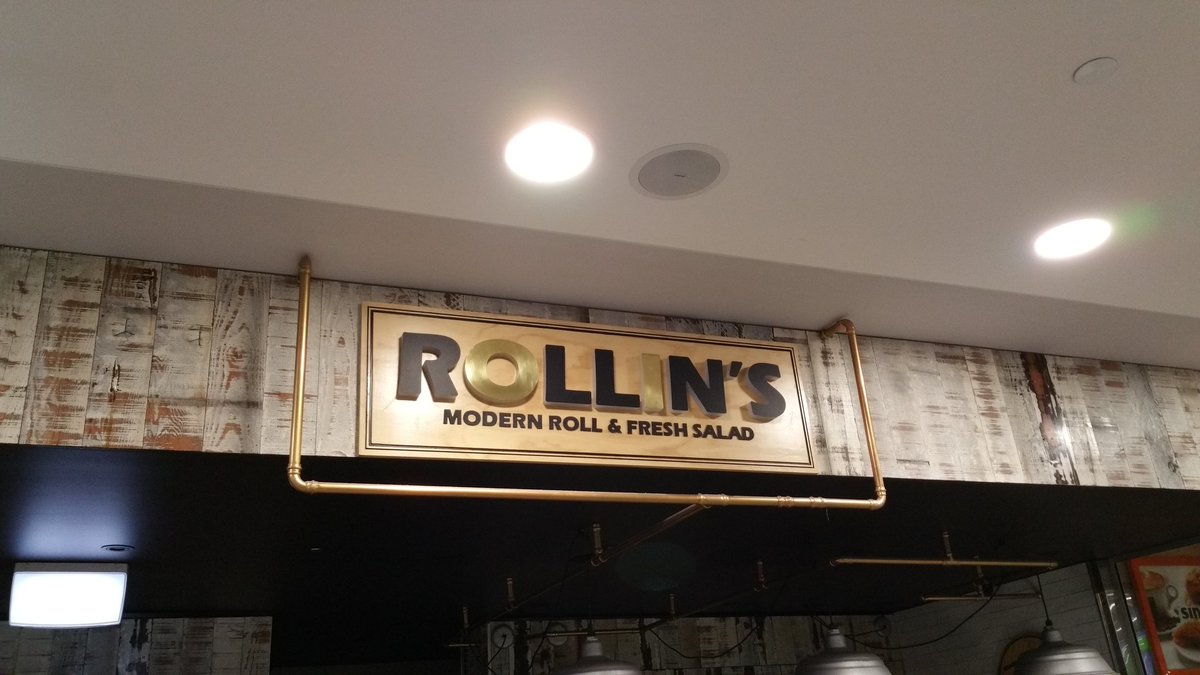 ROLLIN'S
MODERN ROLL & FRESH SALAD